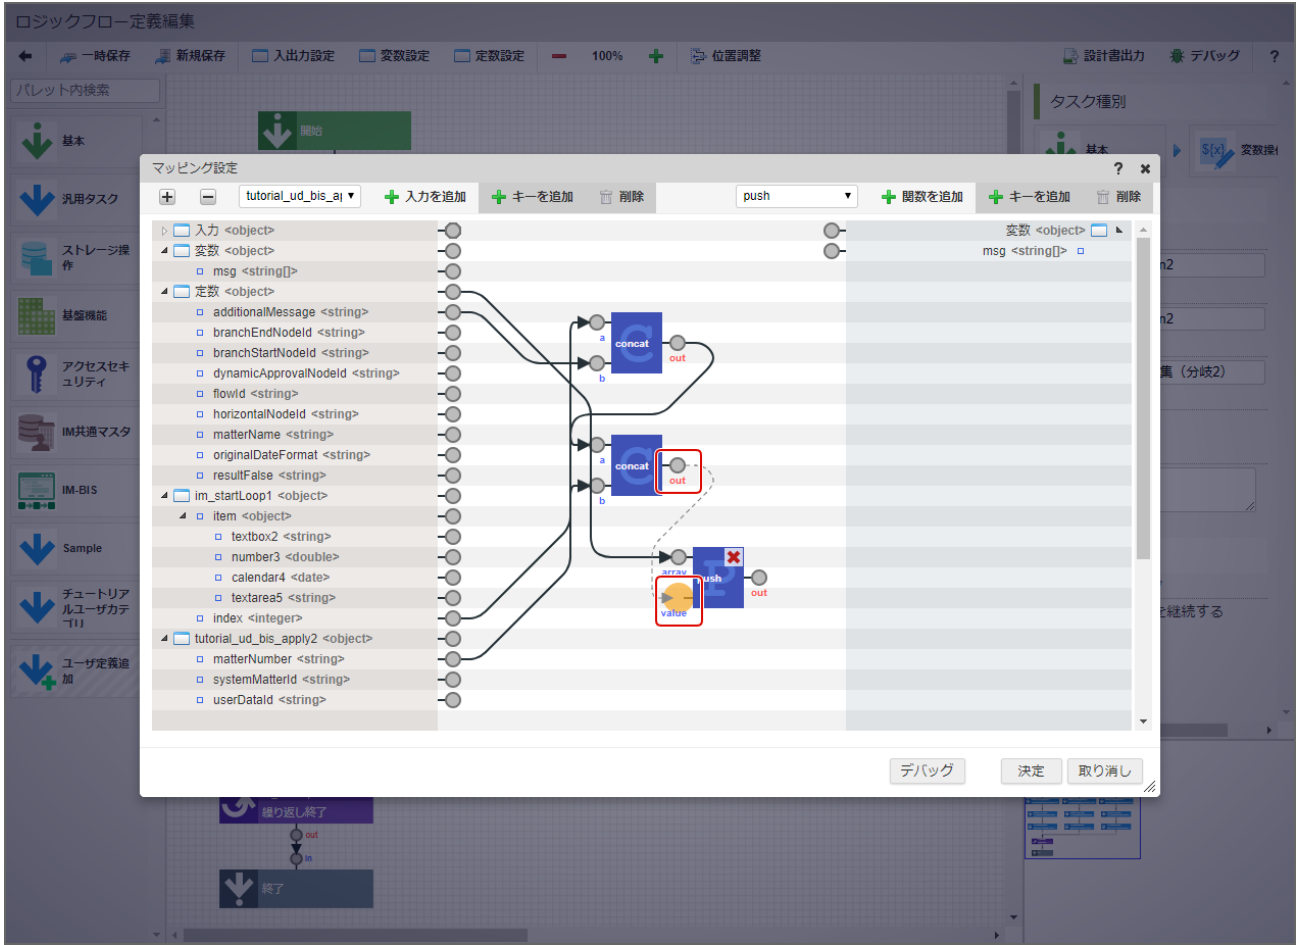 ロジックフロー定義編集
一時保存 新規保存 入出力設定 変数設定 定数設定 100% 位置調整 設計書出力 デバッグ ?
パレット内検索
基本
汎用タスク
ストレージ操
作
基盤機能
アクセスセキ
ュリティ
IM共通マスタ
IM-BIS
Sample
チュートリア
ルユーザカテ
ゴリ
ユーザ定義追
加
開始
タスク種別
基本 ${x} 変数操作
n2
n2
集（分岐2）
を継続する
マッピング設定 ?
tutorial_ud_bis_a 入力を追加 キーを追加 削除 push 関数を追加 キーを追加 削除
入力 <object>
変数 <object>
msg <string[]>
定数 <object>
additionalMessage <string>
branchEndNodeId <string>
branchStartNodeId <string>
dynamicApprovalNodeId <string>
flowId <string>
horizontalNodeId <string>
matterName <string>
originalDateFormat <string>
resultFalse <string>
im_startLoop1 <object>
item <object>
textbox2 <string>
number3 <double>
calendar4 <date>
textarea5 <string>
index <integer>
tutorial_ud_bis_apply2 <object>
matterNumber <string>
systemMatterId <string>
userDataId <string>
a
concat
out
b
a
concat
out
b
array
push
out
value
変数 <object>
msg <string[]>
デバッグ 決定 取り消し
繰り返し終了
out
in
終了